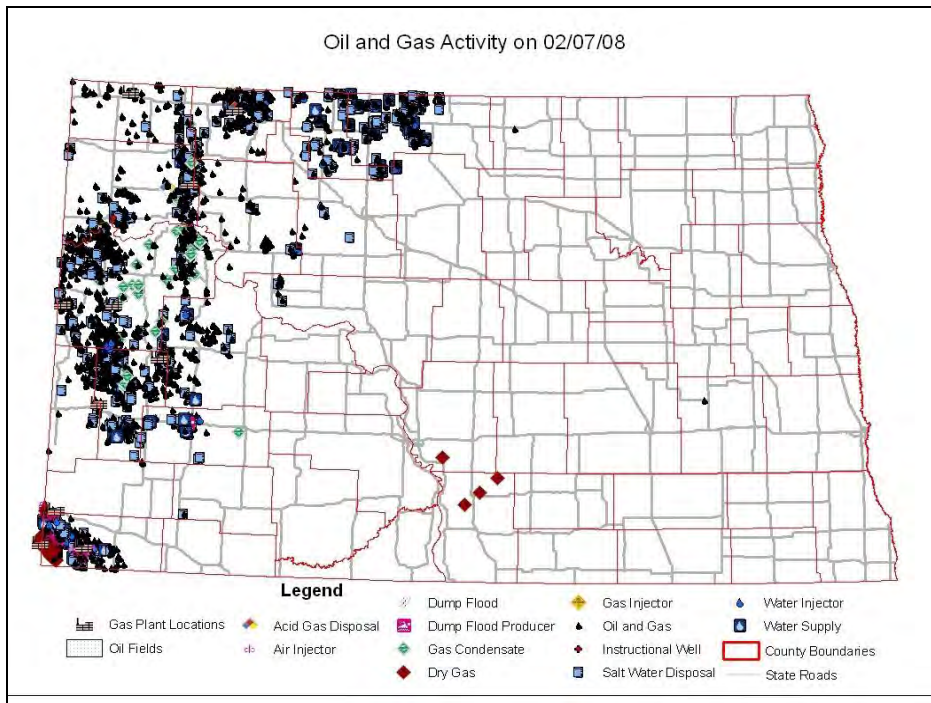 Oil and Gas Activity on 02/07/08
Legend
Gas Plant Locations
Oil Fields
Acid Gas Disposal
Air Injector
Dump Flood
Dump Flood Producer
Gas Condensate
Dry Gas
Gas Injector
Oil and Gas
Instructional Well
Salt Water Disposal
Water Injector
Water Supply
County Boundaries
State Roads